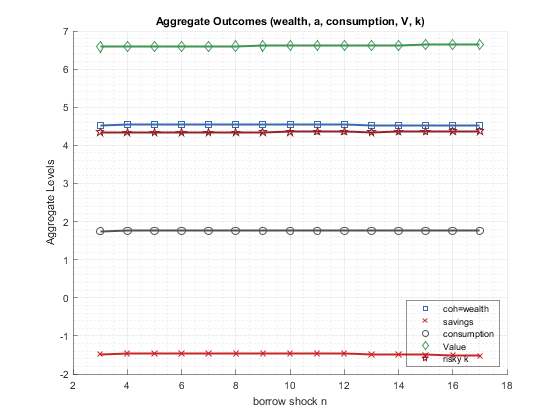 Aggregate Outcomes (wealth, a, consumption, V, k)
7
6
5
4
3
2
1
0
-1
-2
Aggregate Levels
coh=wealth
savings
consumption
Value
risky k
2
4
6
8
10
12
14
16
18
borrow shock n